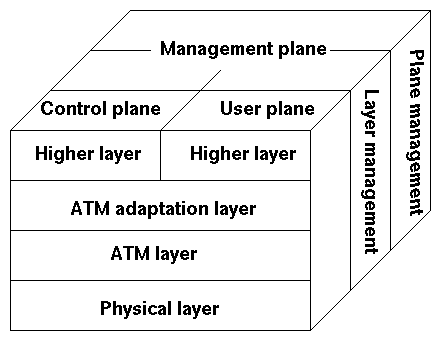 Management plane
Control plane
User plane
Higher layer
Higher layer
ATM adaptation layer
ATM layer
Physical layer
Layer management
Plane management